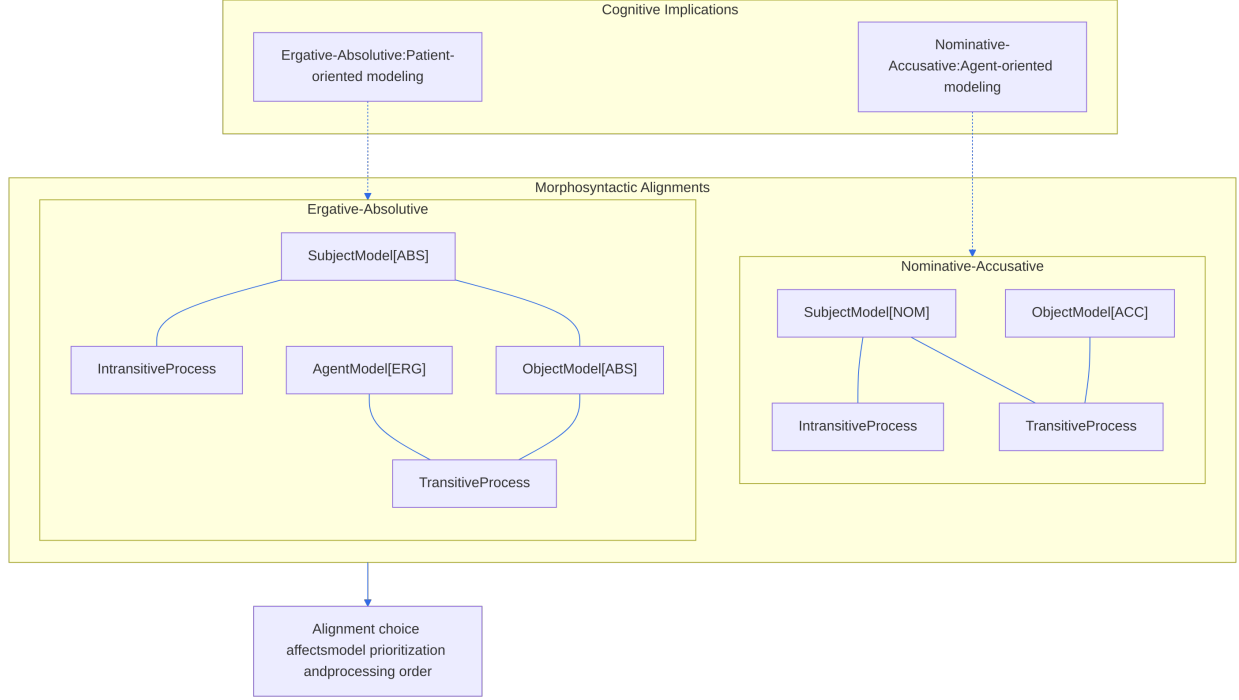 Cognitive Implications
Ergative-Absolutive:Patient-
oriented modeling
Nominative-
Accusative:Agent-oriented
modeling
Morphosyntactic Alignments
Ergative-Absolutive
SubjectModel[ABS]
IntransitiveProcess
AgentModel[ERG]
ObjectModel[ABS]
TransitiveProcess
Nominative-Accusative
SubjectModel[NOM]
ObjectModel[ACC]
IntransitiveProcess
TransitiveProcess
Alignment choice
affectsmodel prioritization
andprocessing order